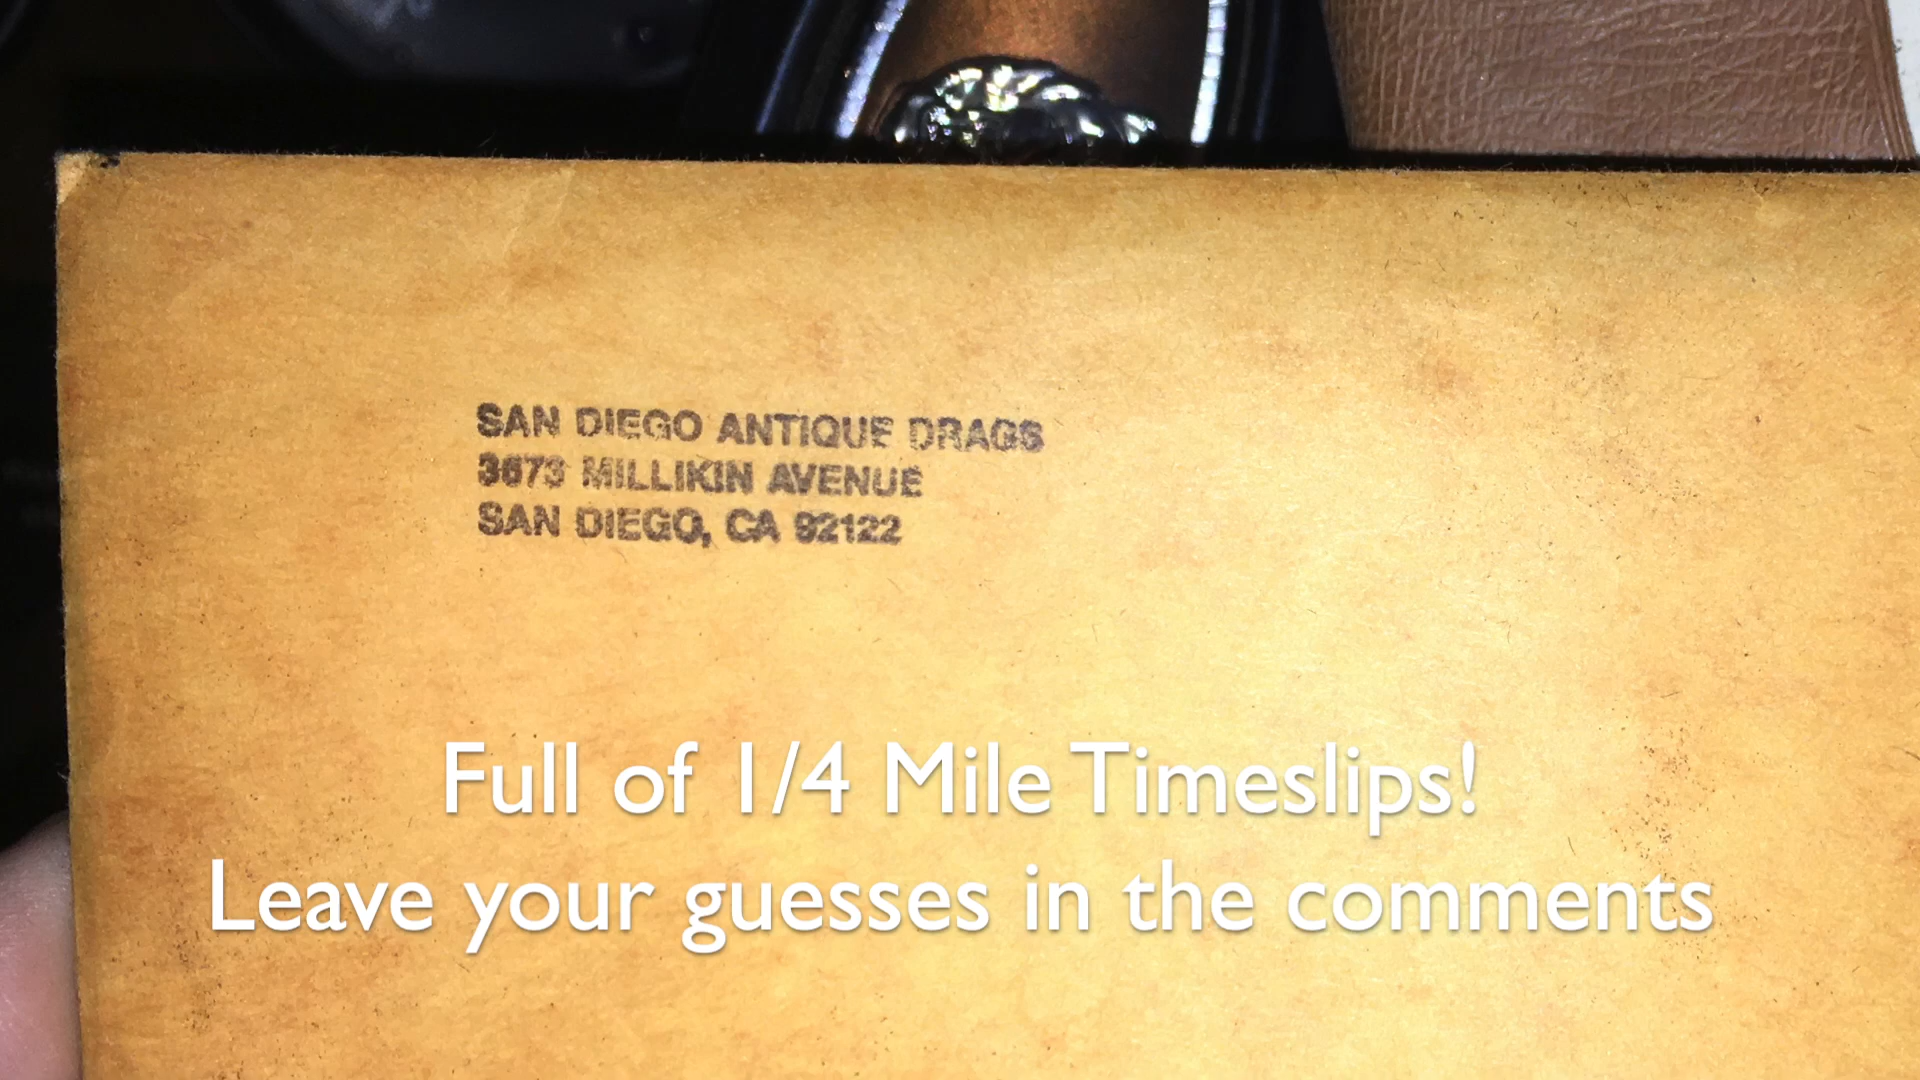 SAN DIEGO ANTIQUE DRAGS
3673 MILLIKIN AVENUE
SAN DIEGO, CA 92122
Full of 1/4 Mile Timeslips!
Leave your guesses in the comments